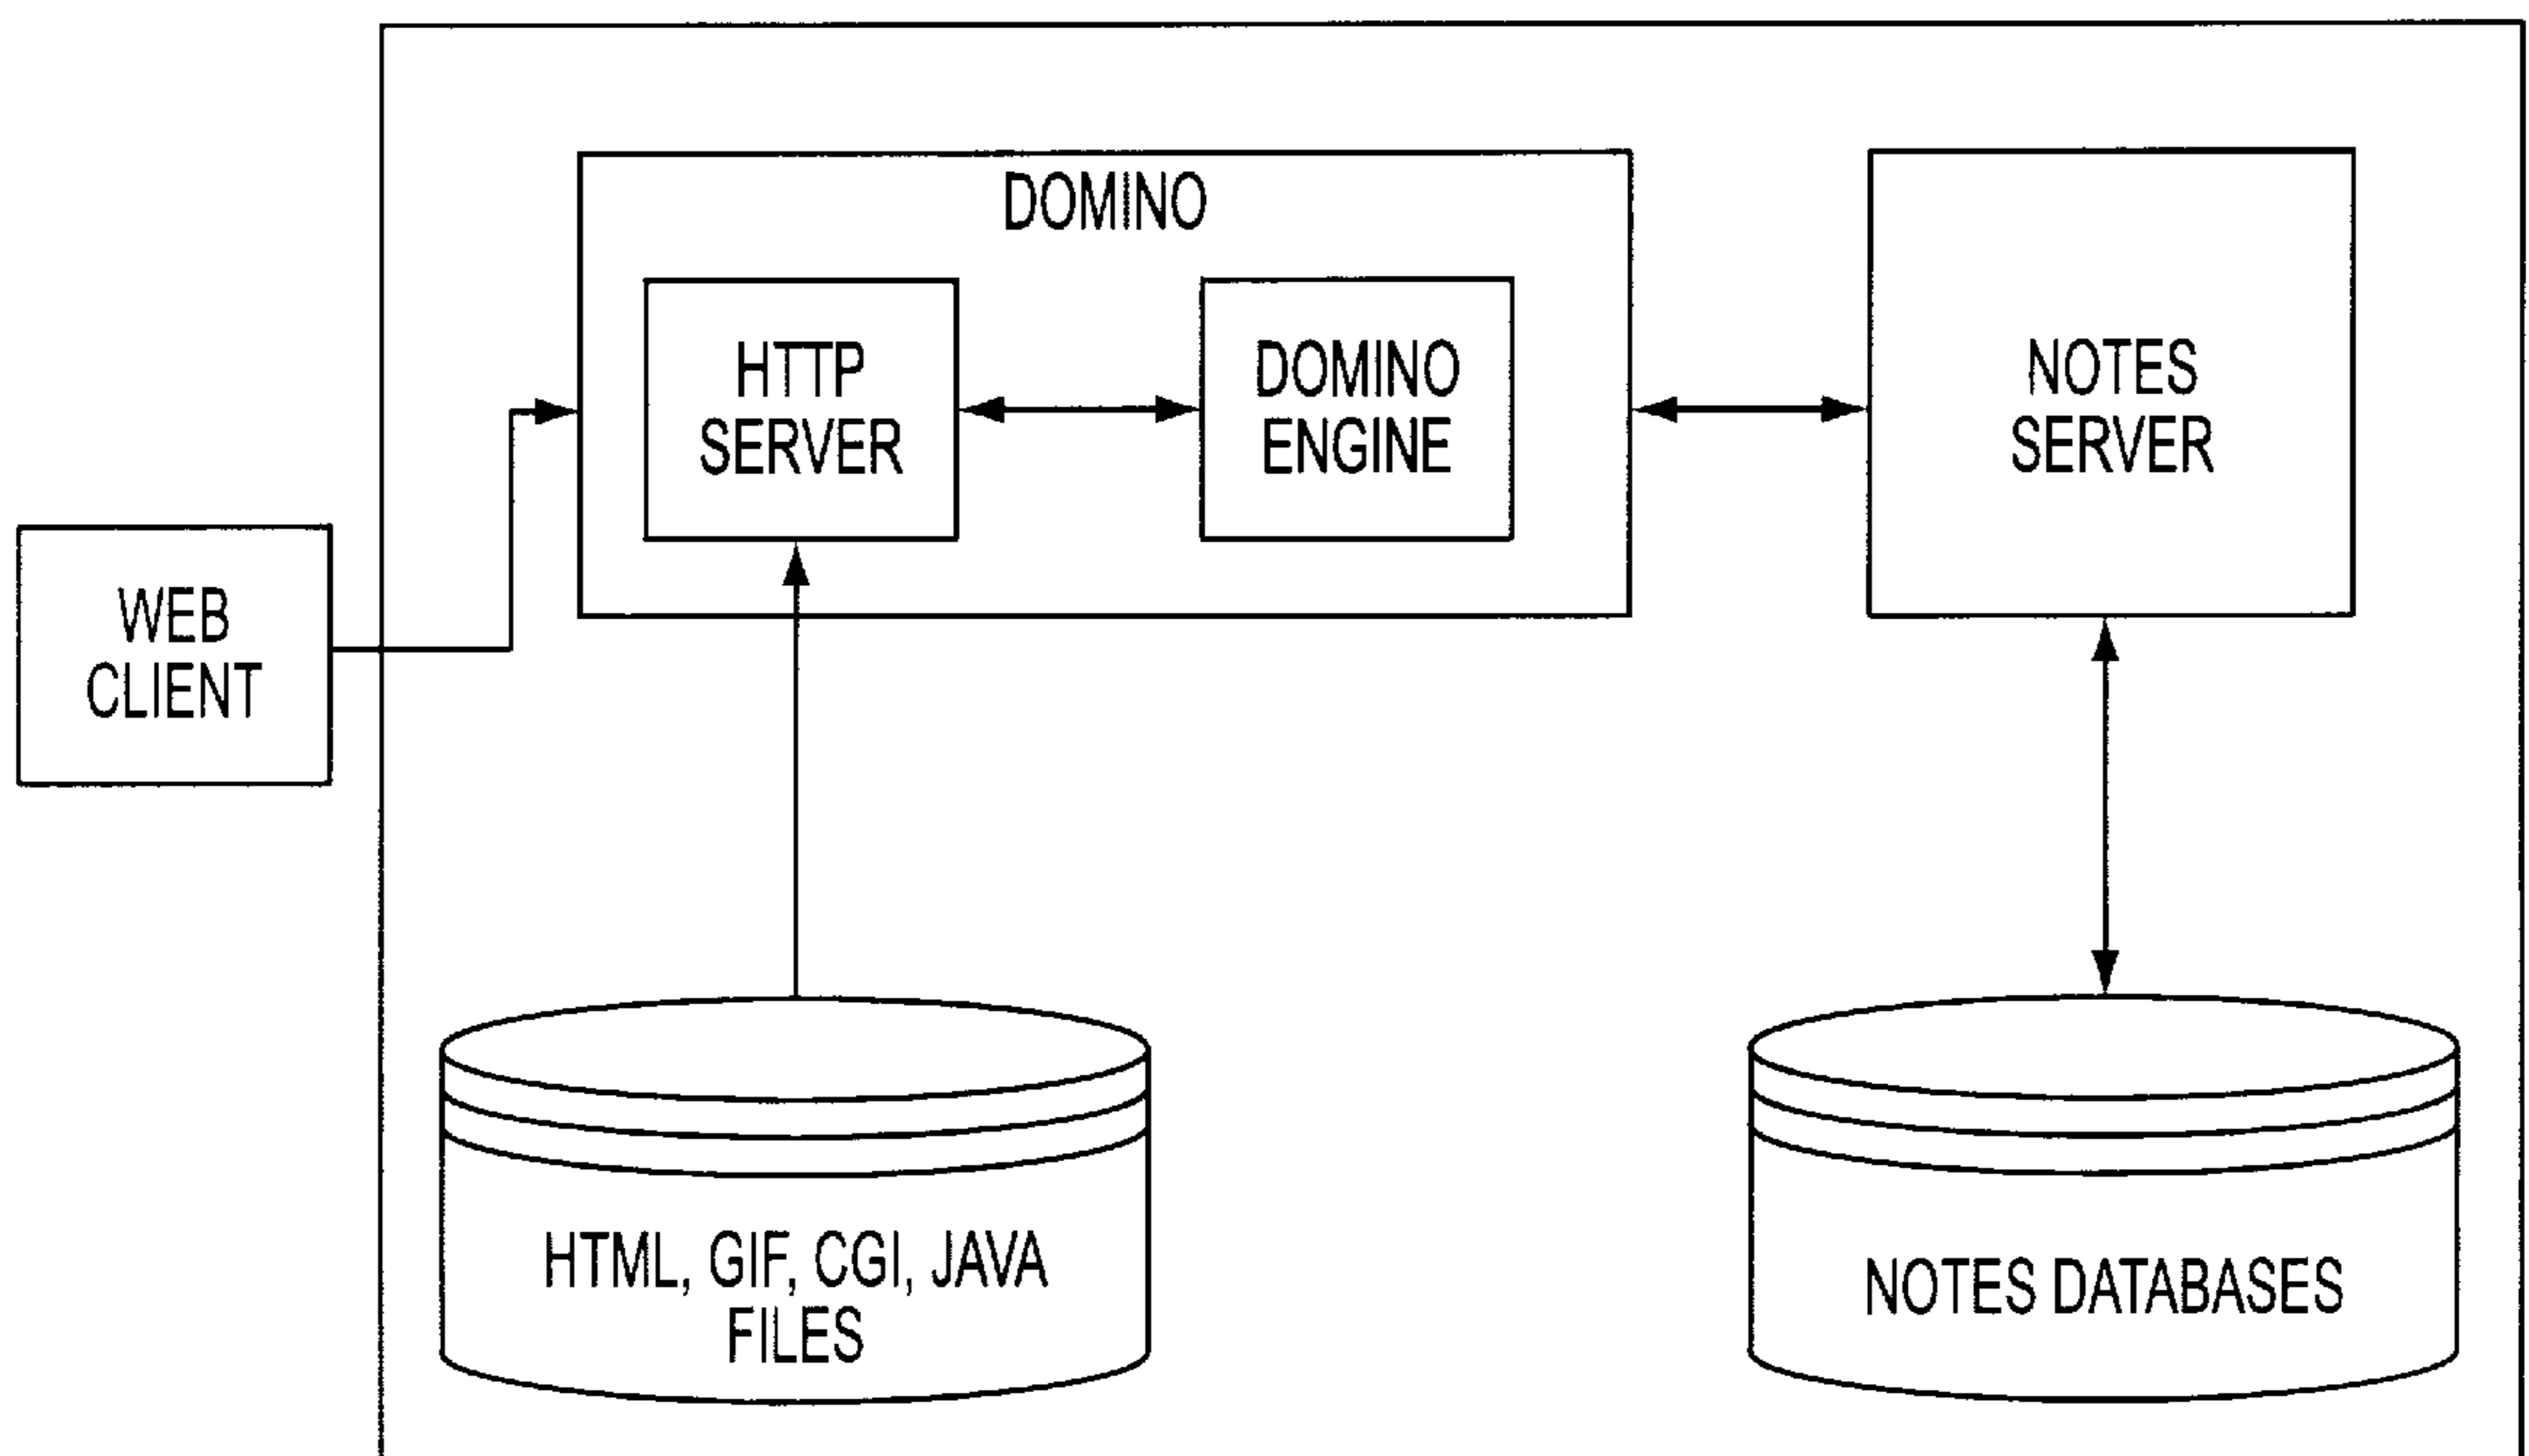 DOMINO
HTTP
SERVER
DOMINO
ENGINE
NOTES
SERVER
WEB
CLIENT
HTML, GIF, CGI, JAVA
FILES
NOTES DATABASES